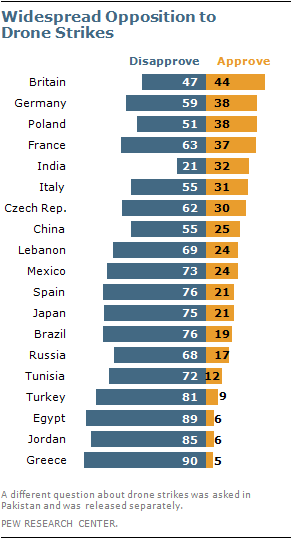 Widespread Opposition to
Drone Strikes
Disapprove Approve
Britain 47 44
Germany 59 38
Poland 51 38
France 63 37
India 21 32
Italy 55 31
Czech Rep. 62 30
China 55 25
Lebanon 69 24
Mexico 73 24
Spain 76 21
Japan 75 21
Brazil 76 19
Russia 68 17
Tunisia 72 12
Turkey 81 9
Egypt 89 6
Jordan 85 6
Greece 90 5
A different question about drone strikes was asked in
Pakistan and was released separately.
PEW RESEARCH CENTER.